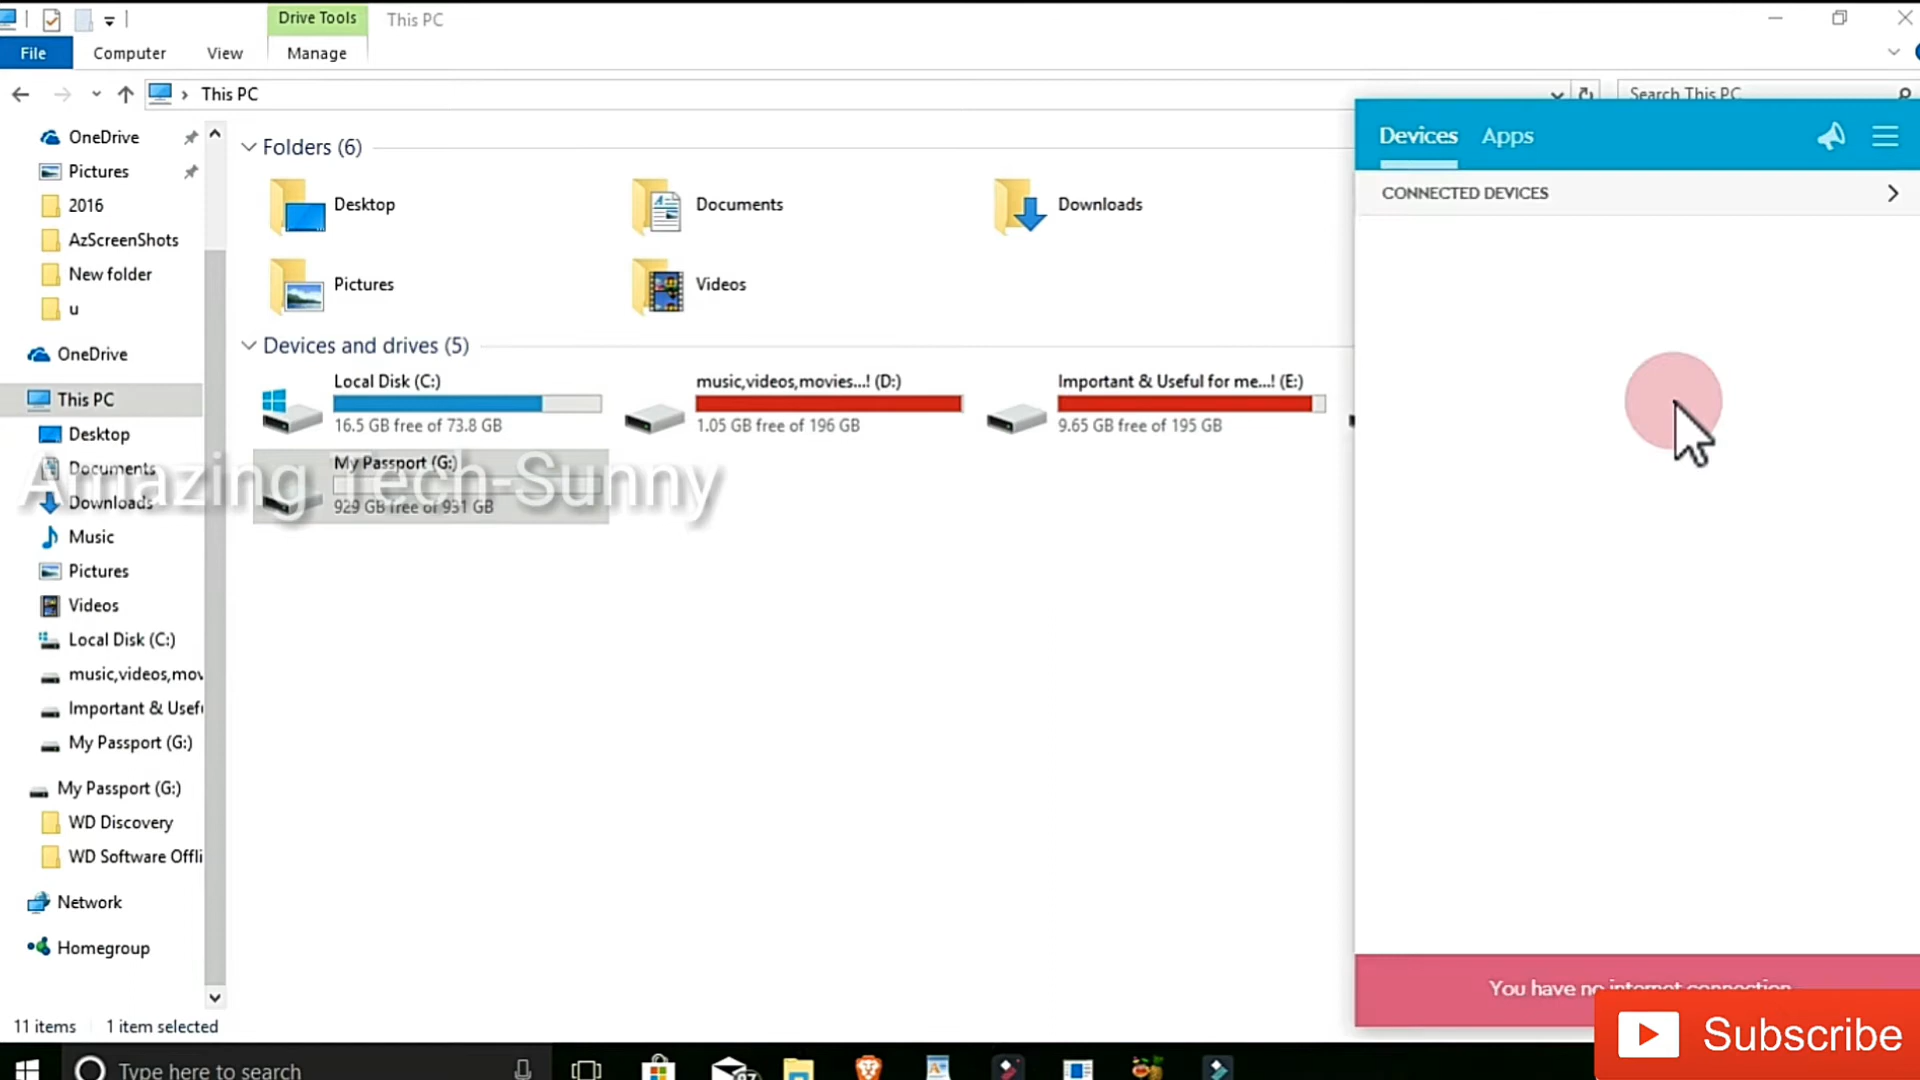 Drive Tools
This PC
File
Computer
View
Manage
This PC
Search This PC
OneDrive
Pictures
2016
AzScreenShots
New folder
u
OneDrive
This PC
Desktop
Documents
Downloads
Music
Pictures
Videos
Local Disk (C:)
music,videos,mov
Important & Usef
My Passport (G:)
My Passport (G:)
WD Discovery
WD Software Offli
Network
Homegroup
Folders (6)
Desktop
Documents
Downloads
Pictures
Videos
Devices and drives (5)
Local Disk (C:)
16.5 GB free of 73.8 GB
music,videos,movies...! (D:)
1.05 GB free of 196 GB
Important & Useful for me...! (E:)
9.65 GB free of 195 GB
My Passport (G:)
929 GB free of 931 GB
Amazing Tech-Sunny
Devices
Apps
CONNECTED DEVICES
You have no internet connection
Subscribe
11 items
1 item selected
Type here to search